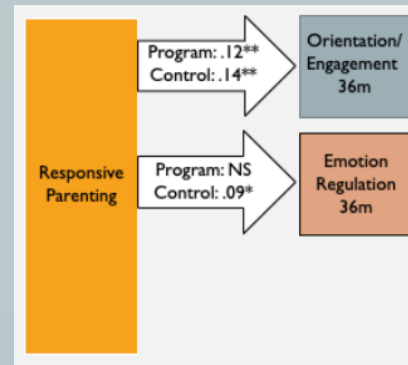 Responsive
Parenting
Program: .12**
Control: .14**
Orientation/
Engagement
36m
Program: NS
Control: .09*
Emotion
Regulation
36m